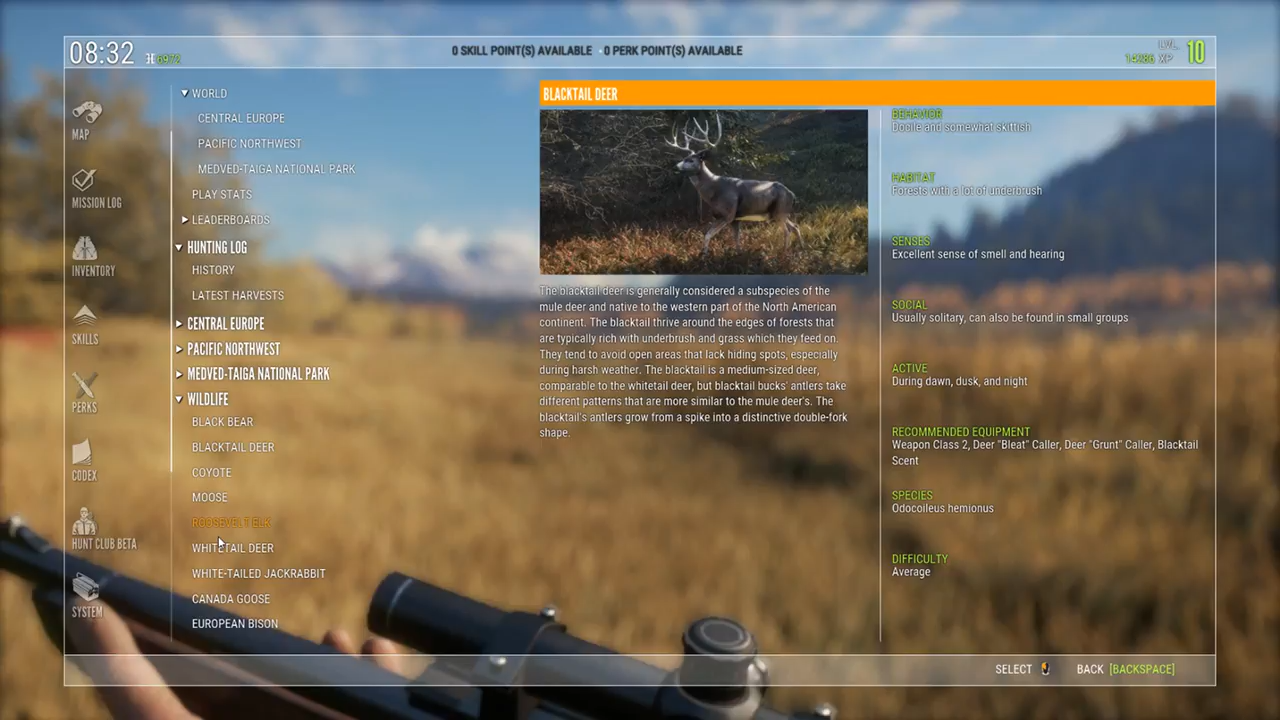 08:32
6972
0 SKILL POINT(S) AVAILABLE · 0 PERK POINT(S) AVAILABLE
LVL. 10
14286 XP
MAP
MISSION LOG
INVENTORY
SKILLS
PERKS
CODEX
HUNT CLUB BETA
SYSTEM
WORLD
CENTRAL EUROPE
PACIFIC NORTHWEST
MEDVED-TAIGA NATIONAL PARK
PLAY STATS
LEADERBOARDS
HUNTING LOG
HISTORY
LATEST HARVESTS
CENTRAL EUROPE
PACIFIC NORTHWEST
MEDVED-TAIGA NATIONAL PARK
WILDLIFE
BLACK BEAR
BLACKTAIL DEER
COYOTE
MOOSE
ROOSEVELT ELK
WHITETAIL DEER
WHITE-TAILED JACKRABBIT
CANADA GOOSE
EUROPEAN BISON
BLACKTAIL DEER
The blacktail deer is generally considered a subspecies of the
mule deer and native to the western part of the North American
continent. The blacktail thrive around the edges of forests that
are typically rich with underbrush and grass which they feed on.
They tend to avoid open areas that lack hiding spots, especially
during harsh weather. The blacktail is a medium-sized deer,
comparable to the whitetail deer, but blacktail bucks' antlers take
different patterns that are more similar to the mule deer's. The
blacktail's antlers grow from a spike into a distinctive double-fork
shape.
BEHAVIOR
Docile and somewhat skittish
HABITAT
Forests with a lot of underbrush
SENSES
Excellent sense of smell and hearing
SOCIAL
Usually solitary, can also be found in small groups
ACTIVE
During dawn, dusk, and night
RECOMMENDED EQUIPMENT
Weapon Class 2, Deer "Bleat" Caller, Deer "Grunt" Caller, Blacktail
Scent
SPECIES
Odocoileus hemionus
DIFFICULTY
Average
SELECT
BACK [BACKSPACE]